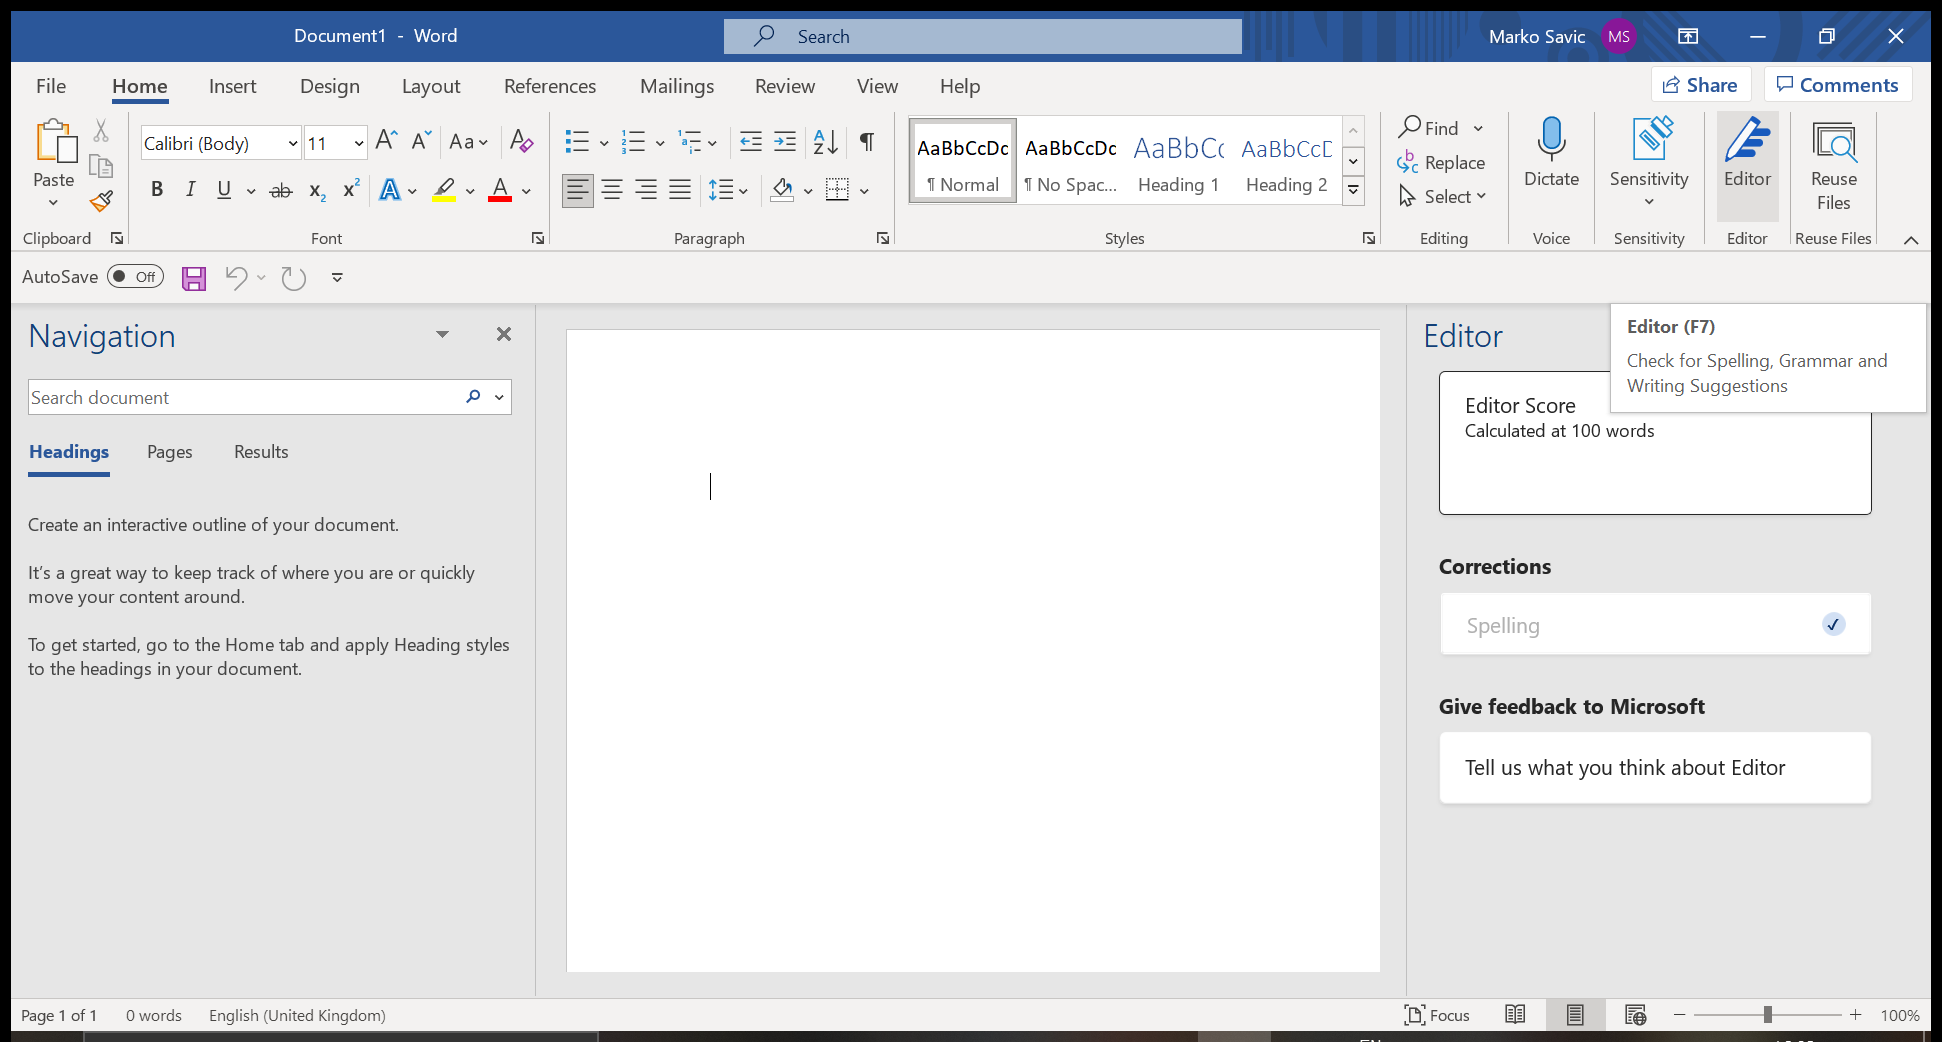 Document1 - Word
Search
Marko Savic MS
File Home Insert Design Layout References Mailings Review View Help
Share Comments
Paste
Clipboard
Calibri (Body) 11
Font
Paragraph
AaBbCcDc AaBbCcDc AaBbCc AaBbCcD
¶ Normal ¶ No Spac... Heading 1 Heading 2
Styles
Find
Replace
Select
Editing
Dictate
Voice
Sensitivity
Sensitivity
Editor
Editor
Reuse
Files
Reuse Files
AutoSave Off
Navigation
Search document
Headings Pages Results
Create an interactive outline of your document.
It's a great way to keep track of where you are or quickly
move your content around.
To get started, go to the Home tab and apply Heading styles
to the headings in your document.
Editor
Editor (F7)
Check for Spelling, Grammar and
Writing Suggestions
Editor Score
Calculated at 100 words
Corrections
Spelling
Give feedback to Microsoft
Tell us what you think about Editor
Page 1 of 1 0 words English (United Kingdom)
Focus 100%